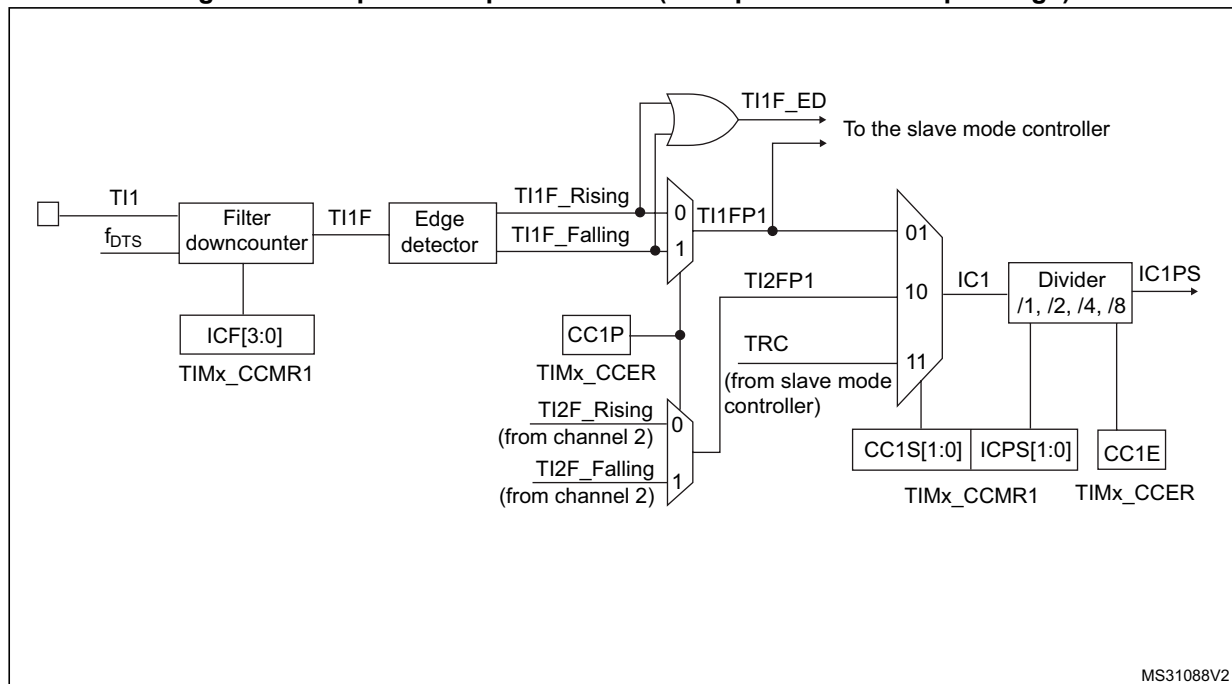 TI1F_ED
To the slave mode controller
TI1
f_DTS
Filter
downcounter
TI1F
Edge
detector
TI1F_Rising
TI1F_Falling
0
1
TI1FP1
01
TI2FP1
10
IC1
Divider
/1, /2, /4, /8
IC1PS
ICF[3:0]
TIMx_CCMR1
CC1P
TIMx_CCER
TRC
11
(from slave mode
controller)
TI2F_Rising
0
(from channel 2)
TI2F_Falling
1
(from channel 2)
CC1S[1:0]
ICPS[1:0]
CC1E
TIMx_CCMR1
TIMx_CCER
MS31088V2